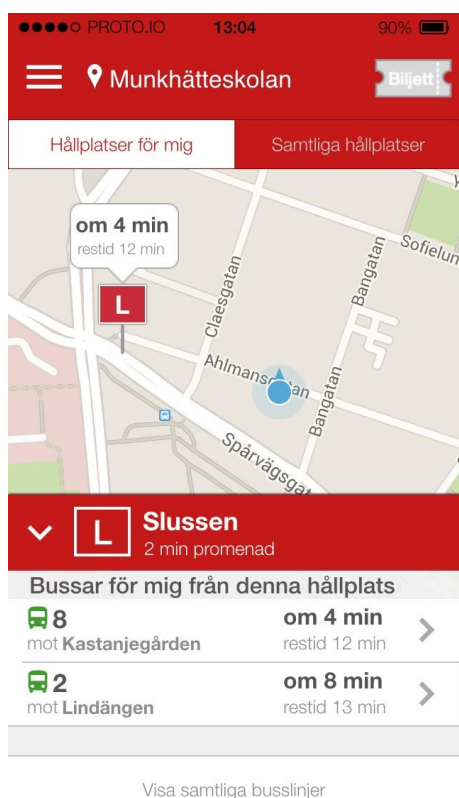 PROTO.IO 13:04 90%
Munkhätteskolan Biljett
Hållplatser för mig Samtliga hållplatser
om 4 min
restid 12 min
L
Claesgatan
Bangatan
Sofielun
Ahlmansgatan
Bangatan
Spårvägsgat
L Slussen
2 min promenad
Bussar för mig från denna hållplats
8 om 4 min
mot Kastanjegården restid 12 min
2 om 8 min
mot Lindängen restid 13 min
Visa samtliga busslinjer